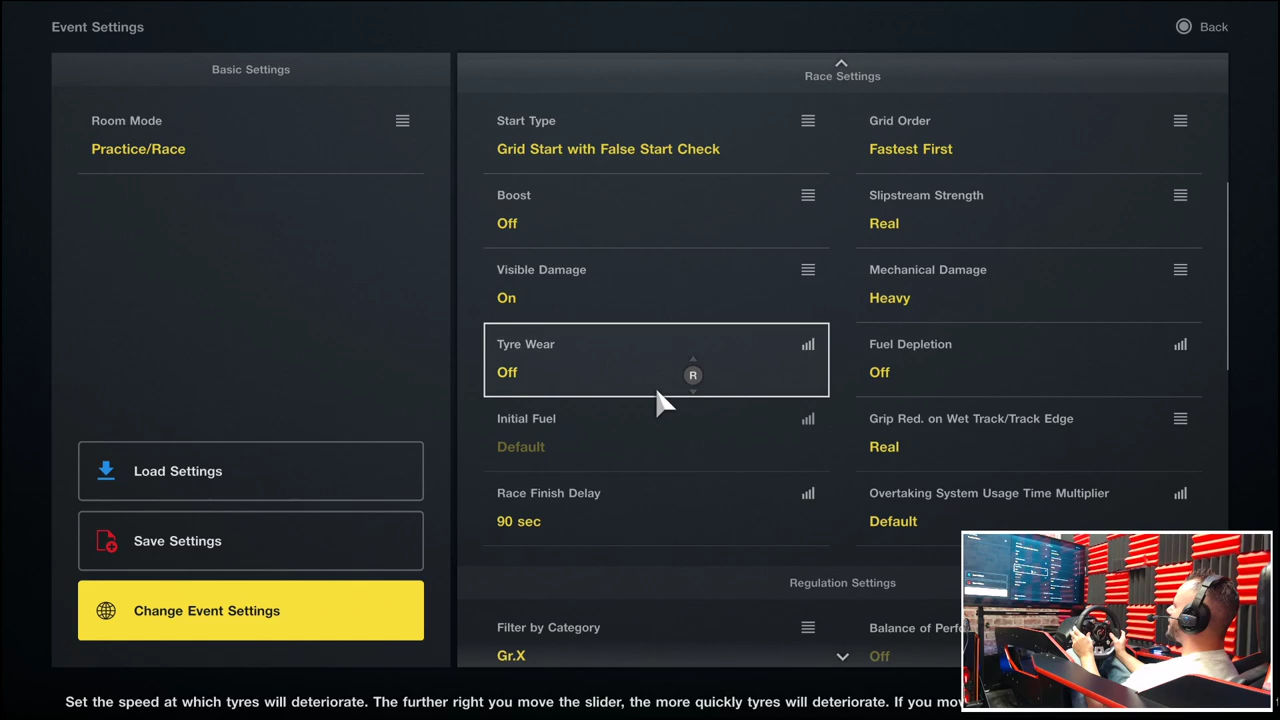 Event Settings
Back
Basic Settings
Room Mode
Practice/Race
Load Settings
Save Settings
Change Event Settings
Race Settings
Start Type
Grid Start with False Start Check
Grid Order
Fastest First
Boost
Off
Slipstream Strength
Real
Visible Damage
On
Mechanical Damage
Heavy
Tyre Wear
Off
R
Fuel Depletion
Off
Initial Fuel
Default
Grip Red. on Wet Track/Track Edge
Real
Race Finish Delay
90 sec
Overtaking System Usage Time Multiplier
Default
Regulation Settings
Filter by Category
Gr.X
Balance of Perf
Off
Set the speed at which tyres will deteriorate. The further right you move the slider, the more quickly tyres will deteriorate. If you mov